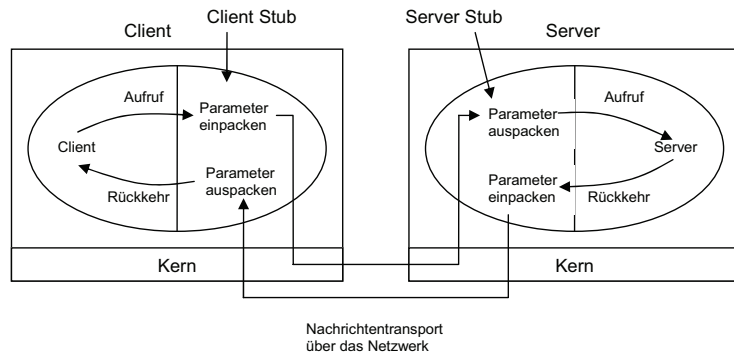 Client Stub
Server Stub
Client
Server
Aufruf
Parameter
einpacken
Client
Parameter
auspacken
Rückkehr
Kern
Parameter
auspacken
Aufruf
Server
Parameter
einpacken
Rückkehr
Kern
Nachrichtentransport
über das Netzwerk